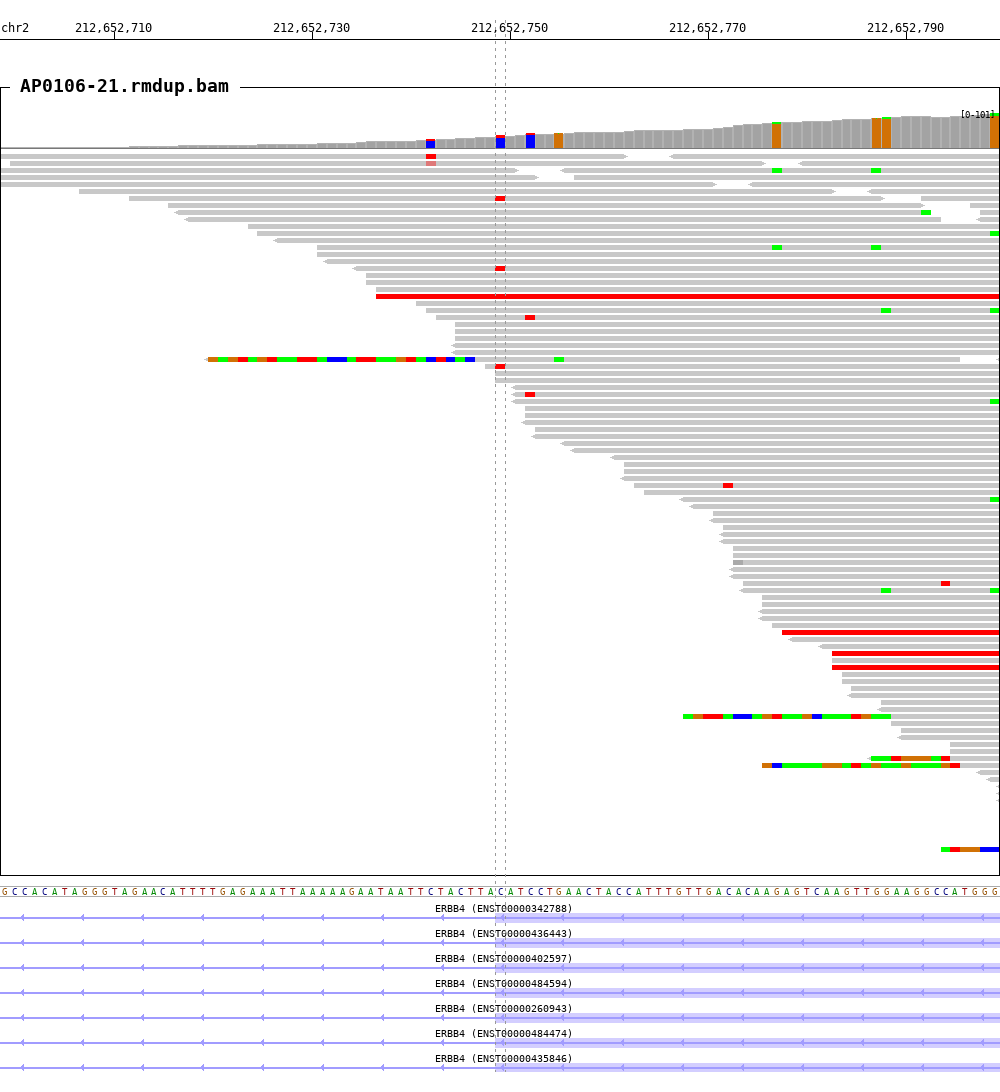 chr2 212,652,710 212,652,730 212,652,750 212,652,770 212,652,790
AP0106-21.rmdup.bam
[0-101]
GCCACATAGGGTAGAACATTTTGAGAAATTAAAAAGAATAATTCTACTTACATCCTGAACTACCATTTGTTGACACAAGAGTCAAGTTGGAAGGCCATGGG
ERBB4 (ENST00000342788)
ERBB4 (ENST00000436443)
ERBB4 (ENST00000402597)
ERBB4 (ENST00000484594)
ERBB4 (ENST00000260943)
ERBB4 (ENST00000484474)
ERBB4 (ENST00000435846)